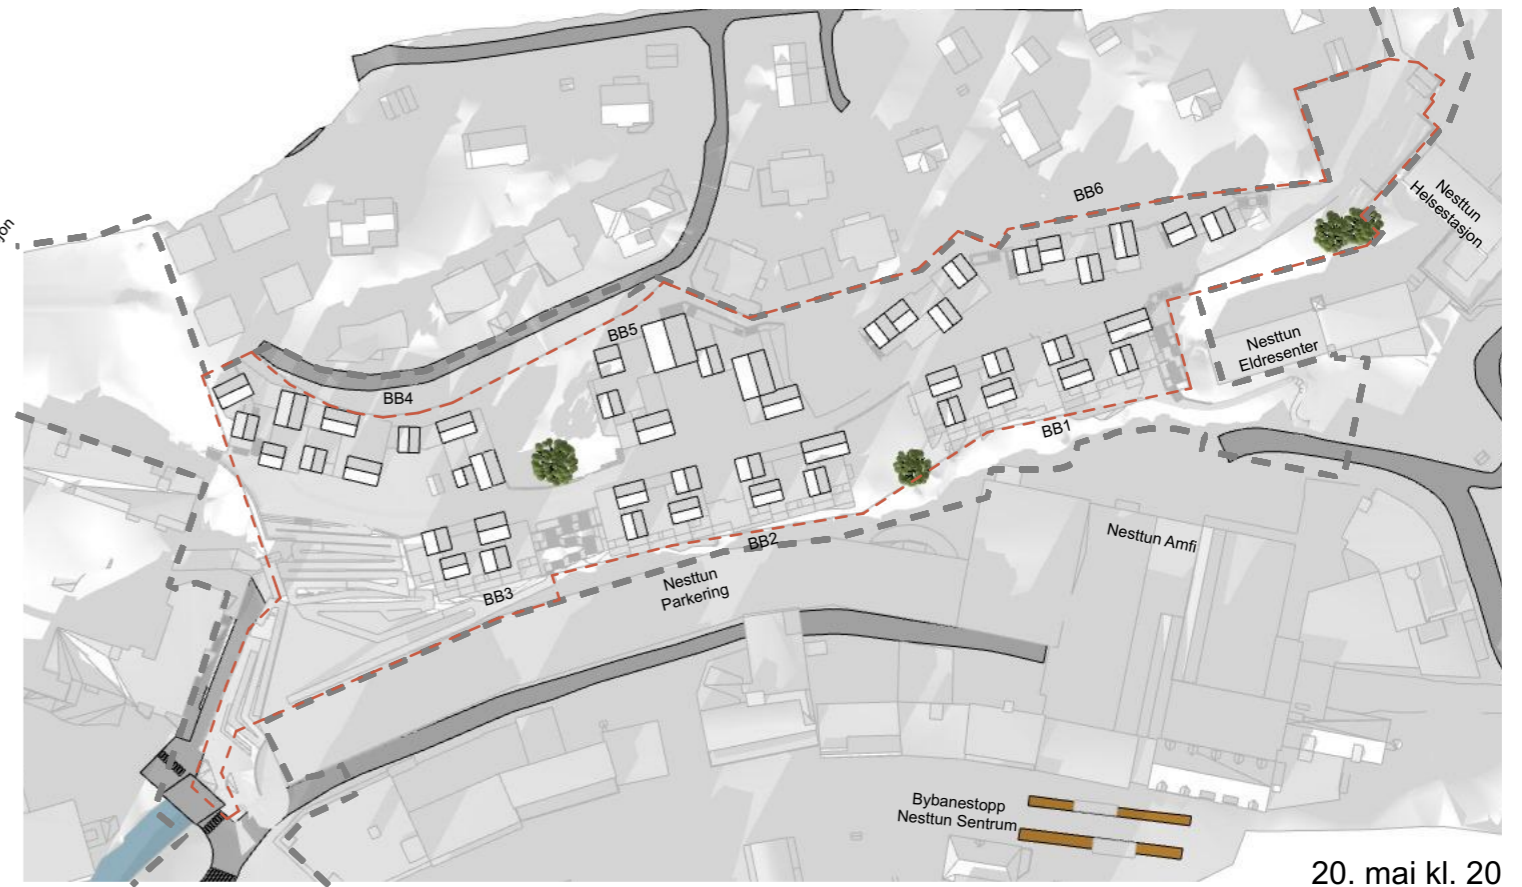 jon
BB6
Nesttun
Helsestasjon
BB5
Nesttun
Eldresenter
BB4
BB1
Nesttun Amfi
BB2
Nesttun
Parkering
BB3
Bybanestopp
Nesttun Sentrum
20. mai kl. 20